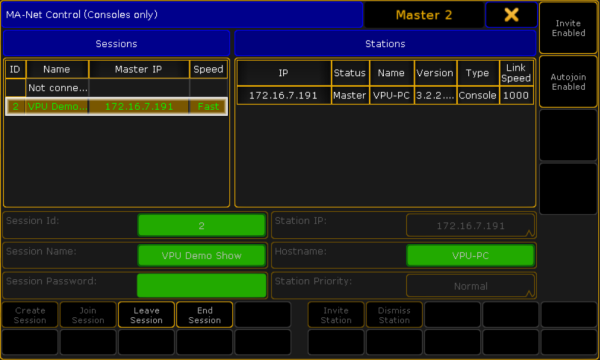 MA-Net Control (Consoles only)
Master 2
Invite
Enabled
Sessions
Stations
ID Name Master IP Speed
Not conne...
2 VPU Demo... 172.16.7.191 Fast
IP Status Name Version Type Link Speed
172.16.7.191 Master VPU-PC 3.2.2.... Console 1000
Autojoin
Enabled
Session Id: 2
Station IP: 172.16.7.191
Session Name: VPU Demo Show
Hostname: VPU-PC
Session Password:
Station Priority: Normal
Create
Session
Join
Session
Leave
Session
End
Session
Invite
Station
Dismiss
Station